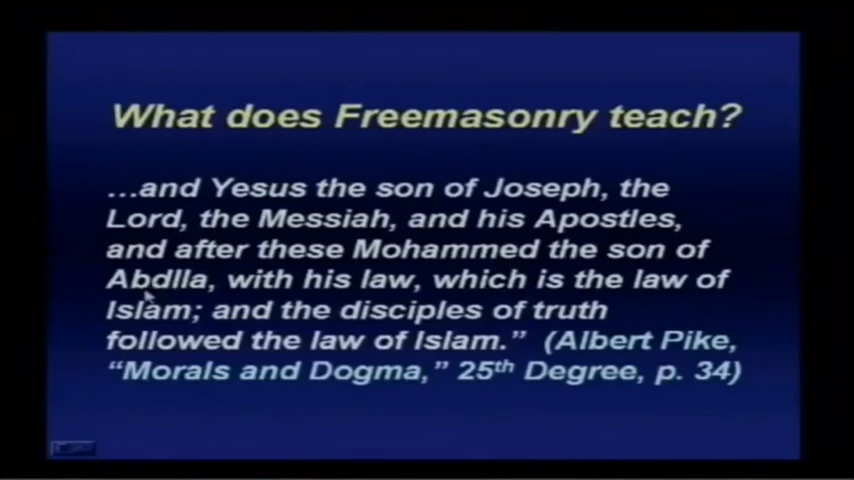 What does Freemasonry teach?
...and Yesus the son of Joseph, the
Lord, the Messiah, and his Apostles,
and after these Mohammed the son of
Abdlla, with his law, which is the law of
Islam; and the disciples of truth
followed the law of Islam.” (Albert Pike,
“Morals and Dogma,” 25th Degree, p. 34)